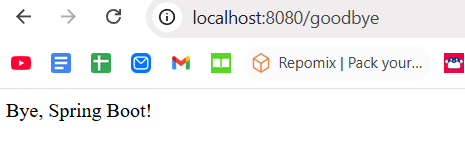 localhost:8080/goodbye
Repomix | Pack your...
Bye, Spring Boot!